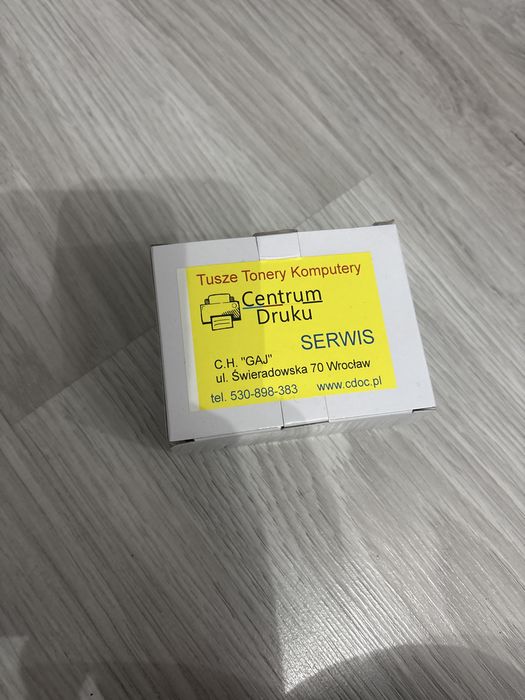 Tusze Tonery Komputery
Centrum
Druku
SERWIS
C.H. "GAJ"
ul. Świeradowska 70 Wrocław
tel. 530-898-383 www.cdoc.pl